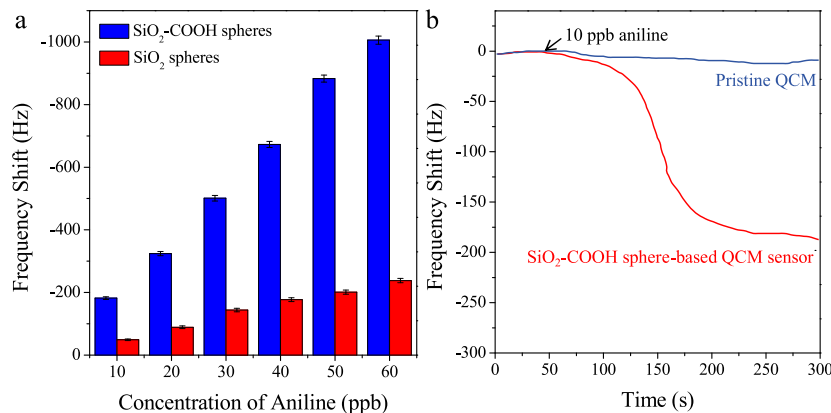 a
SiO₂-COOH spheres
SiO₂ spheres
-1000
-800
-600
-400
-200
0
Frequency Shift (Hz)
10 20 30 40 50 60
Concentration of Aniline (ppb)
b
50
0
-50
-100
-150
-200
-250
-300
Frequency Shift (Hz)
10 ppb aniline
Pristine QCM
SiO₂-COOH sphere-based QCM sensor
0 50 100 150 200 250 300
Time (s)